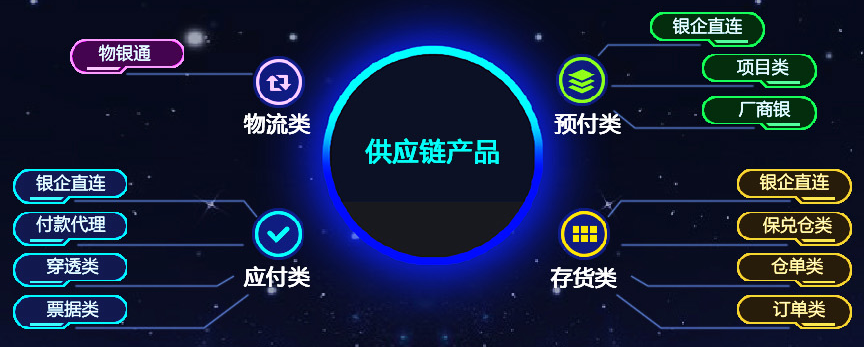 供应链产品
物流类
物银通
预付类
银企直连
项目类
厂商银
应付类
银企直连
付款代理
穿透类
票据类
存货类
银企直连
保兑仓类
仓单类
订单类